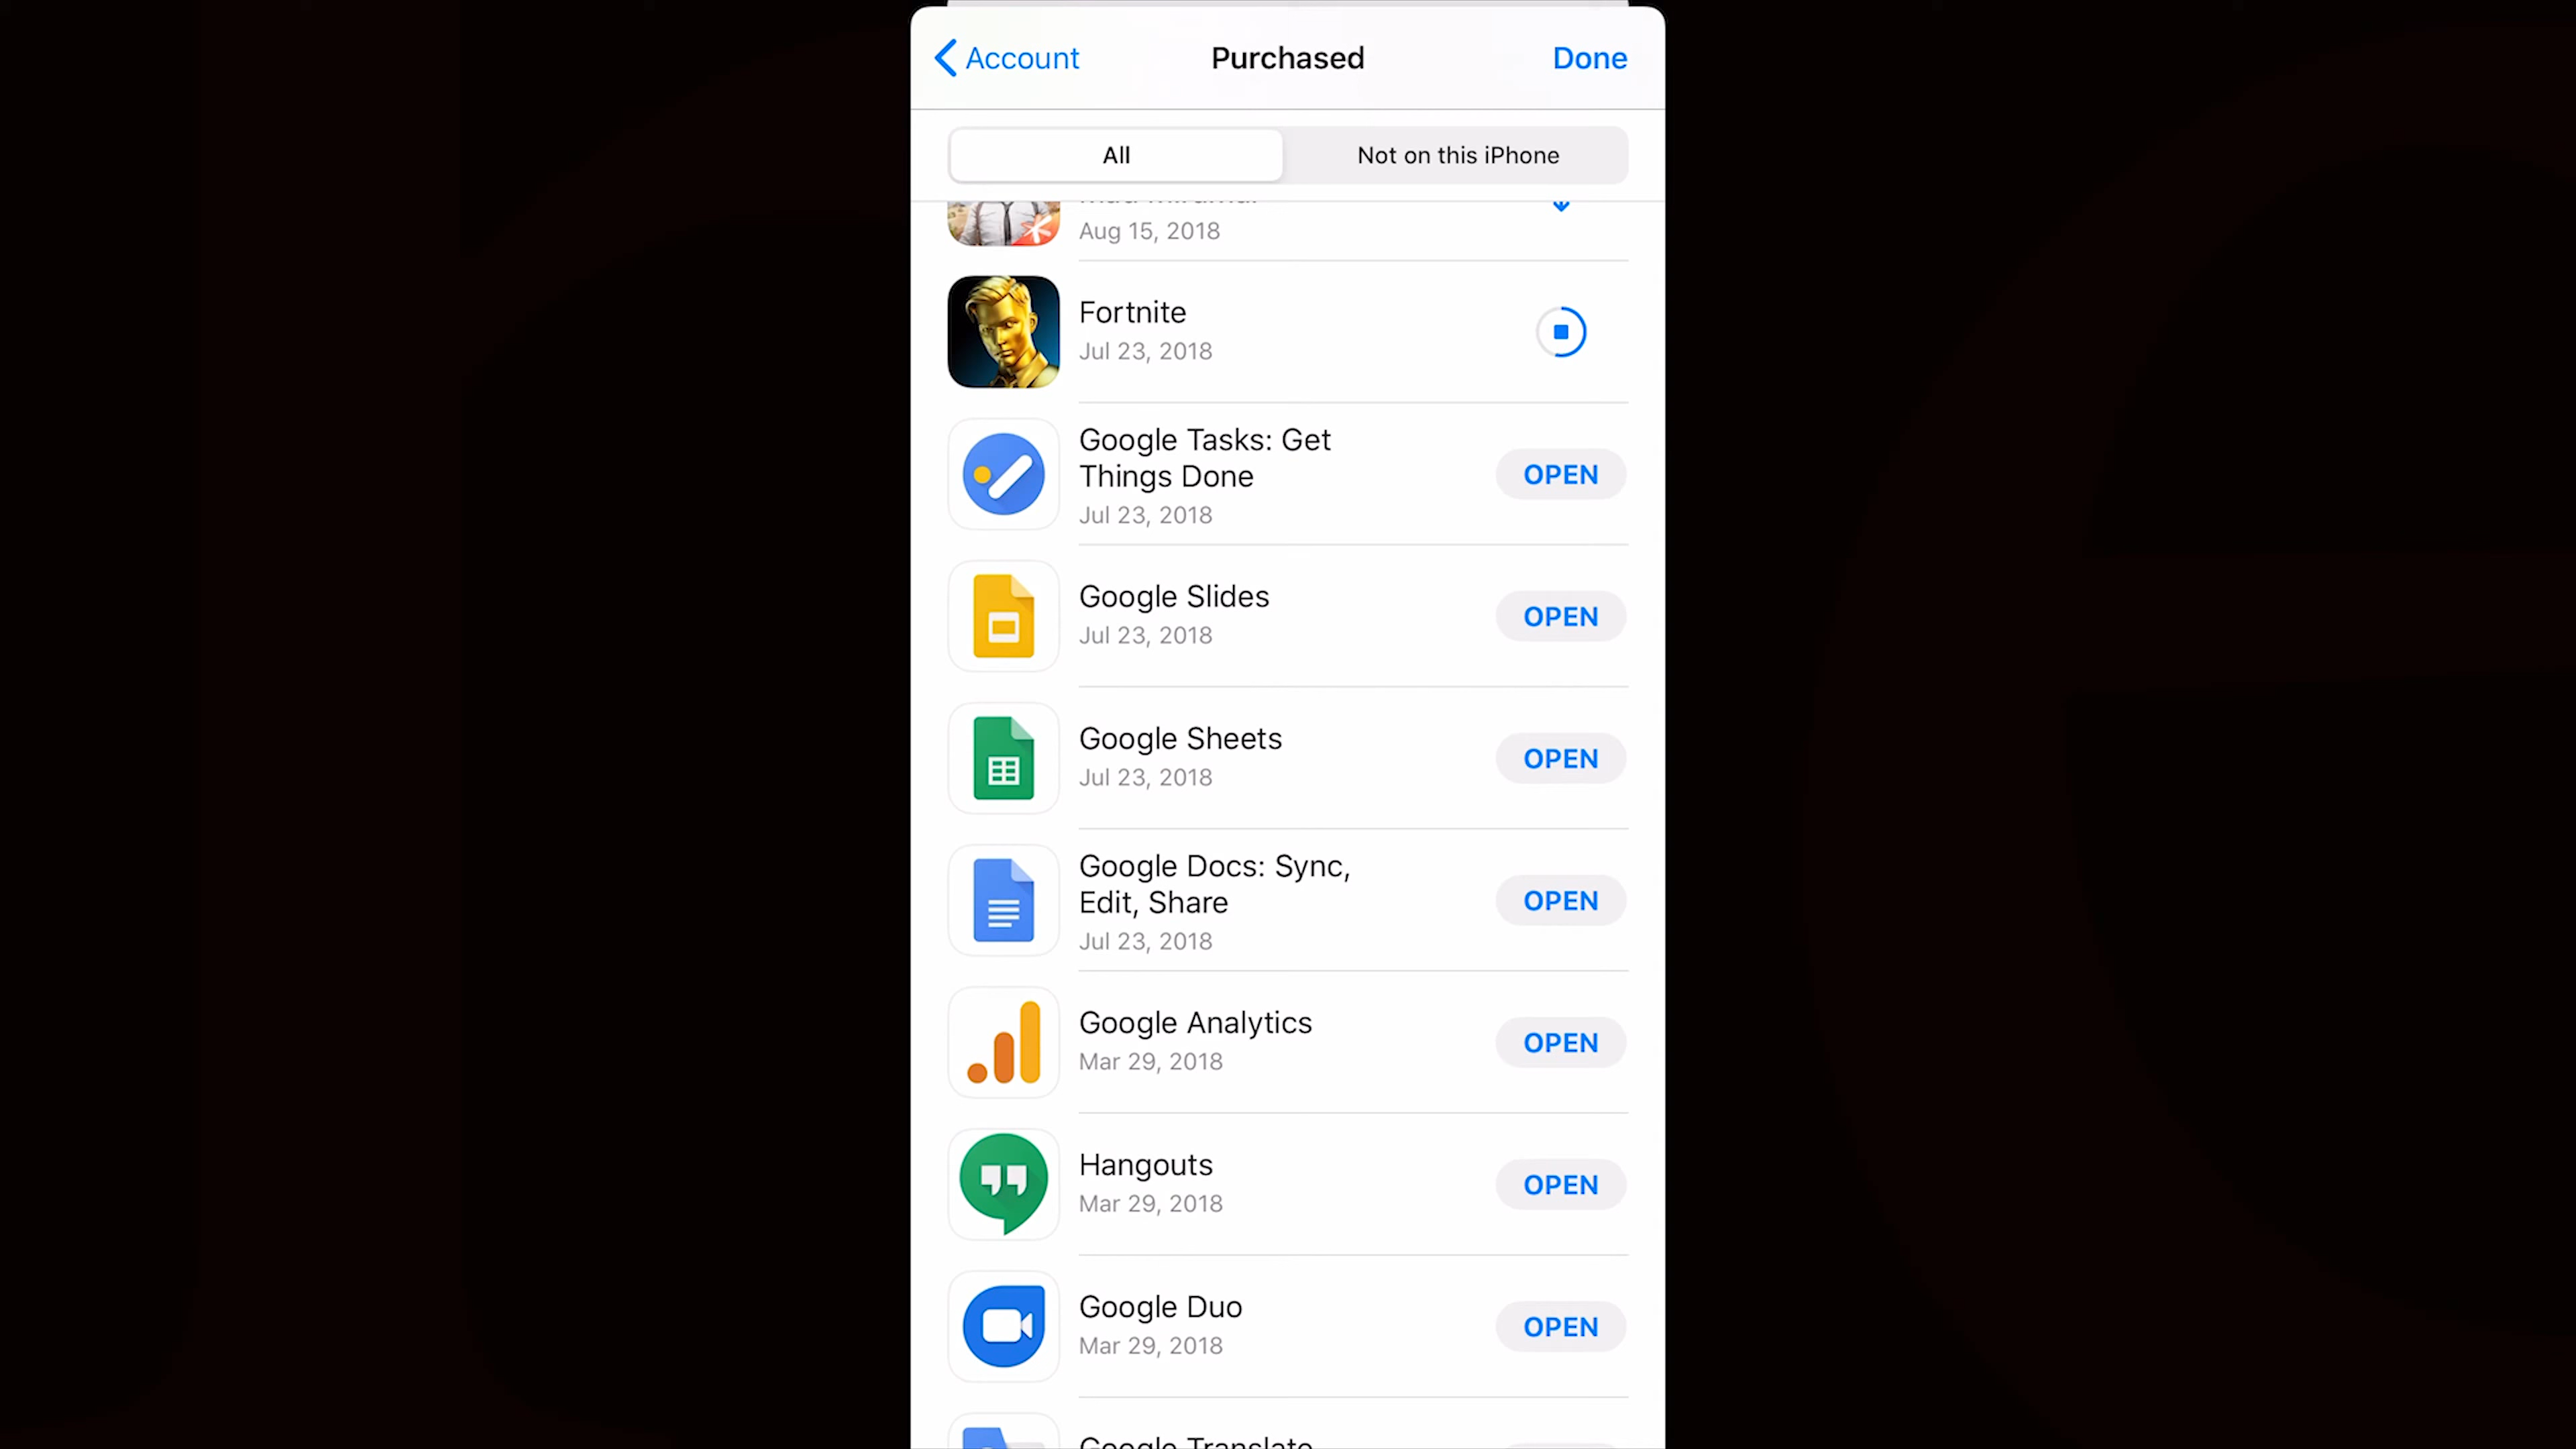 Account
Purchased
Done
All
Not on this iPhone
Aug 15, 2018
Fortnite
Jul 23, 2018
Google Tasks: Get
Things Done
Jul 23, 2018
OPEN
Google Slides
Jul 23, 2018
OPEN
Google Sheets
Jul 23, 2018
OPEN
Google Docs: Sync,
Edit, Share
Jul 23, 2018
OPEN
Google Analytics
Mar 29, 2018
OPEN
Hangouts
Mar 29, 2018
OPEN
Google Duo
Mar 29, 2018
OPEN
Google Translate